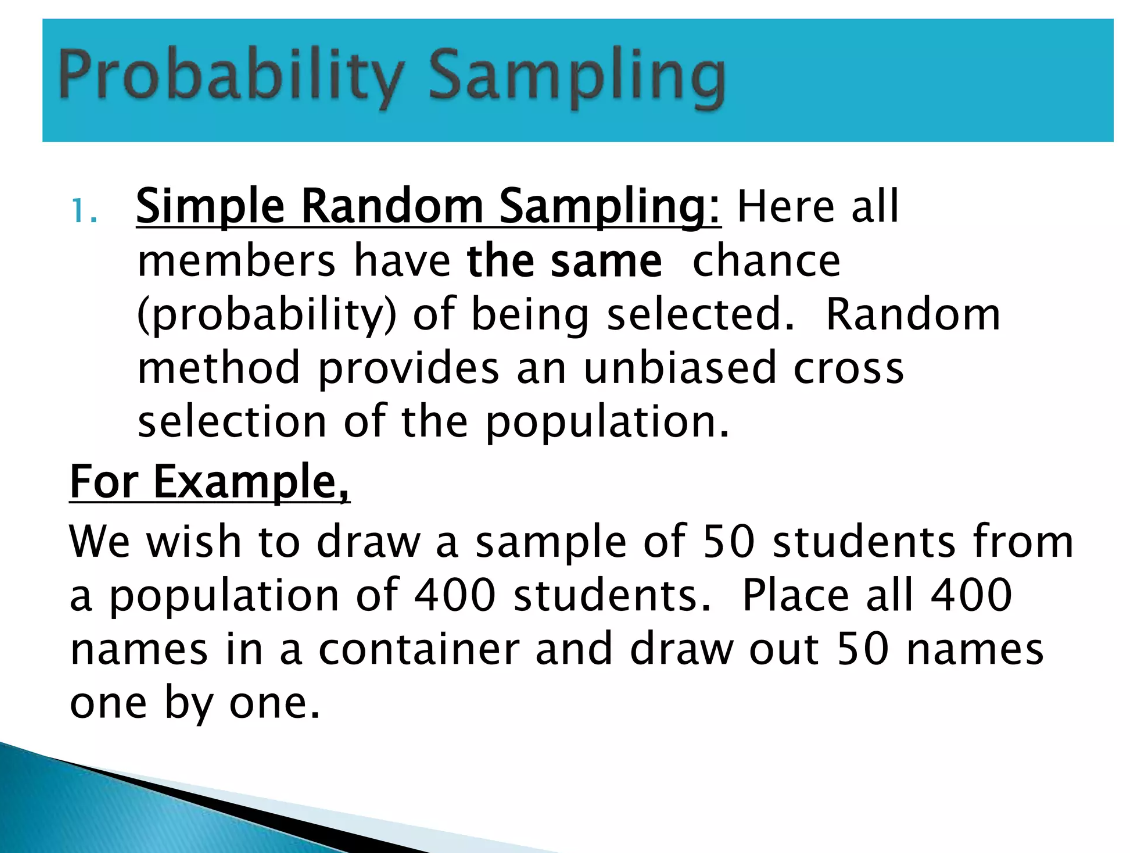 Probability Sampling
1. Simple Random Sampling: Here all
members have the same chance
(probability) of being selected. Random
method provides an unbiased cross
selection of the population.
For Example,
We wish to draw a sample of 50 students from
a population of 400 students. Place all 400
names in a container and draw out 50 names
one by one.